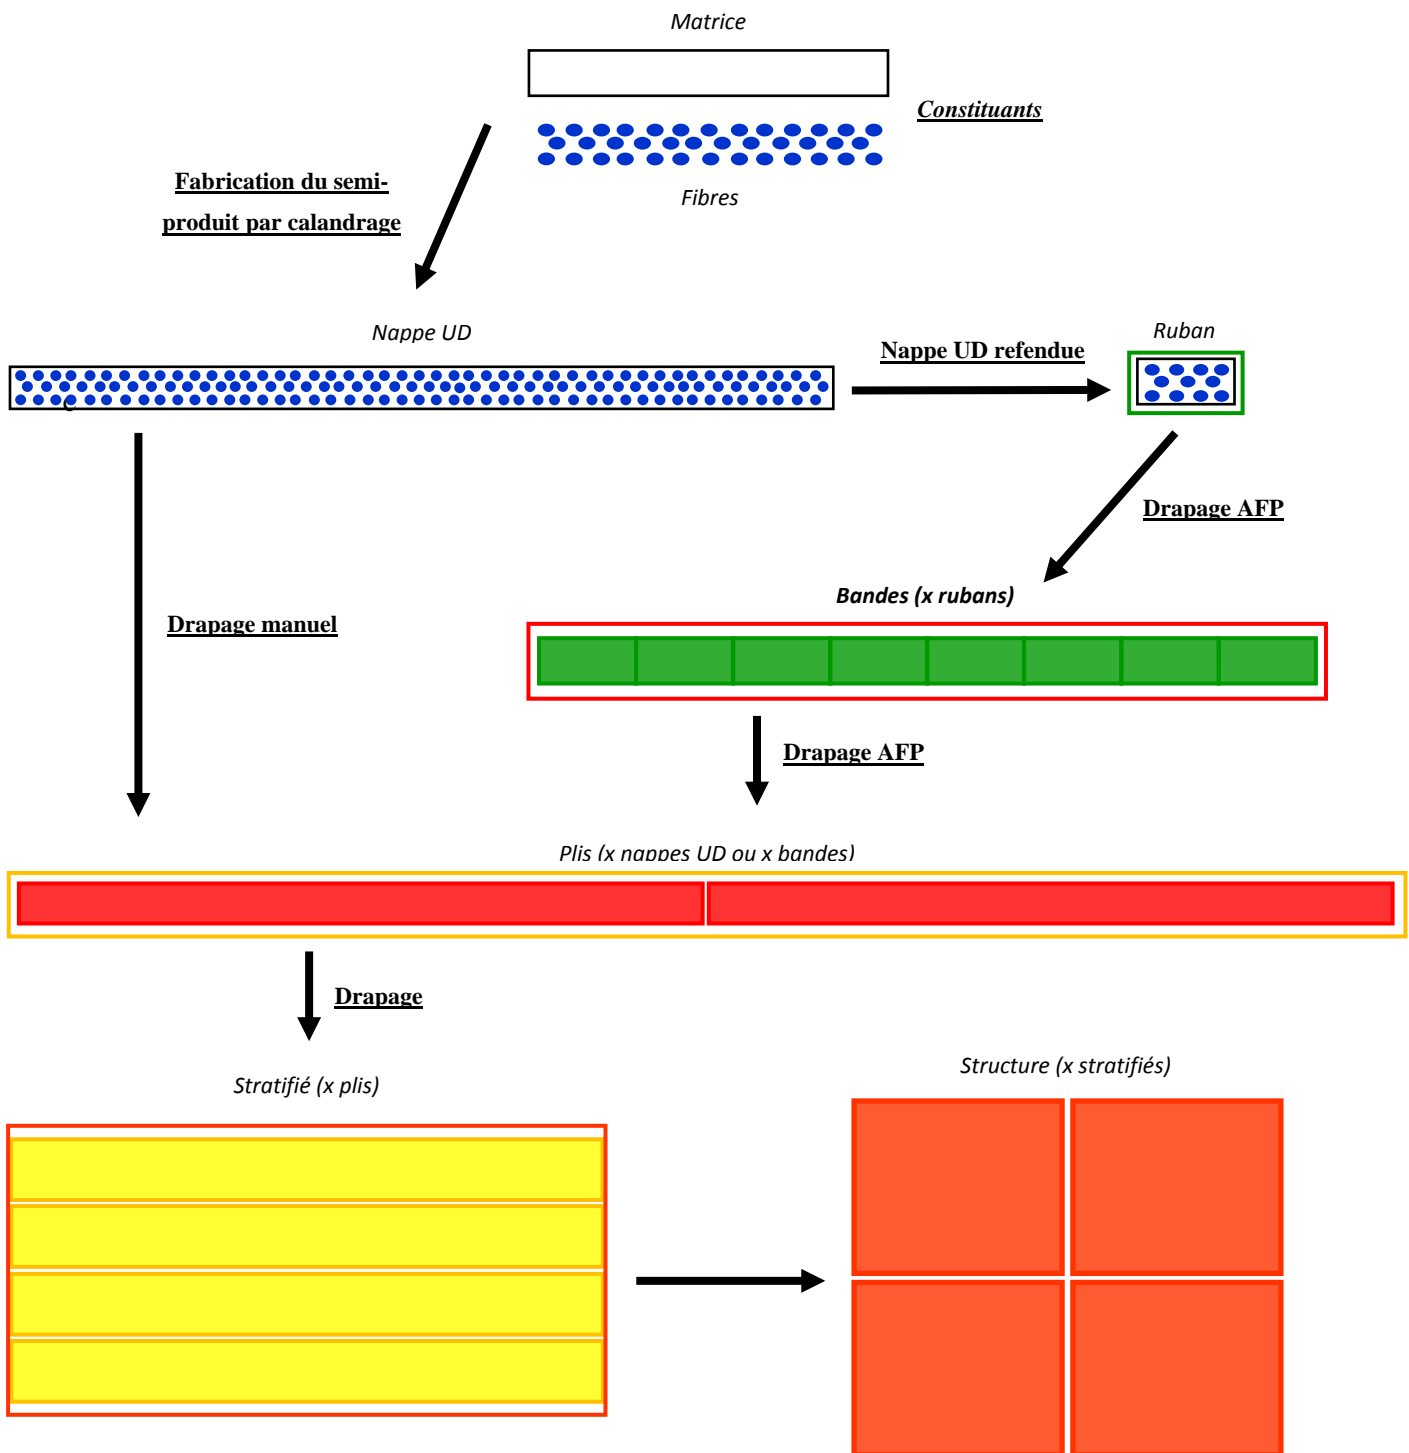 Matrice
Constituants
Fabrication du semi-
produit par calandrage
Fibres
Nappe UD
Nappe UD refendue
Ruban
Drapage AFP
Bandes (x rubans)
Drapage manuel
Drapage AFP
Plis (x nappes UD ou x bandes)
Drapage
Stratifié (x plis)
Structure (x stratifiés)